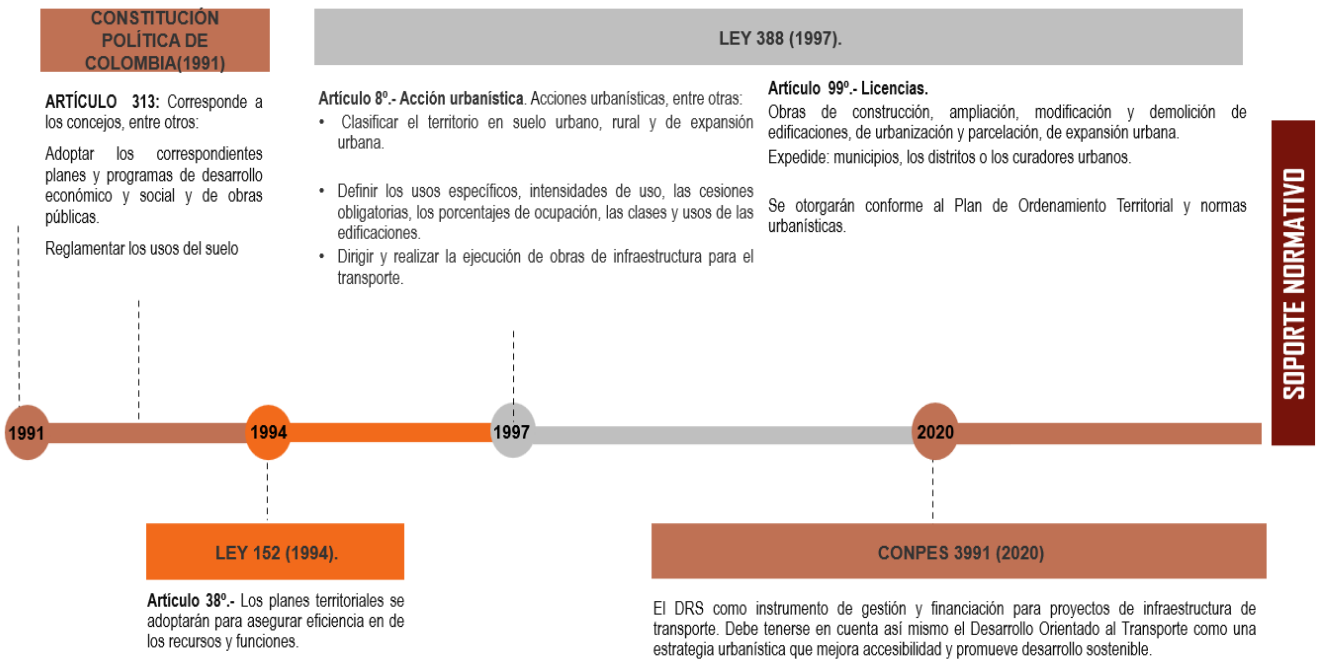 CONSTITUCIÓN
POLÍTICA DE
COLOMBIA(1991)
ARTÍCULO 313: Corresponde a
los concejos, entre otros:
Adoptar los correspondientes
planes y programas de desarrollo
económico y social y de obras
públicas.
Reglamentar los usos del suelo
LEY 388 (1997).
Artículo 8º.- Acción urbanística. Acciones urbanísticas, entre otras:
• Clasificar el territorio en suelo urbano, rural y de expansión
urbana.
• Definir los usos específicos, intensidades de uso, las cesiones
obligatorias, los porcentajes de ocupación, las clases y usos de las
edificaciones.
• Dirigir y realizar la ejecución de obras de infraestructura para el
transporte.
Artículo 99º.- Licencias.
Obras de construcción, ampliación, modificación y demolición de
edificaciones, de urbanización y parcelación, de expansión urbana.
Expedide: municipios, los distritos o los curadores urbanos.
Se otorgarán conforme al Plan de Ordenamiento Territorial y normas
urbanísticas.
SOPORTE NORMATIVO
1991
1994
1997
2020
LEY 152 (1994).
Artículo 38º.- Los planes territoriales se
adoptarán para asegurar eficiencia en de
los recursos y funciones.
CONPES 3991 (2020)
El DRS como instrumento de gestión y financiación para proyectos de infraestructura de
transporte. Debe tenerse en cuenta así mismo el Desarrollo Orientado al Transporte como una
estrategia urbanística que mejora accesibilidad y promueve desarrollo sostenible.